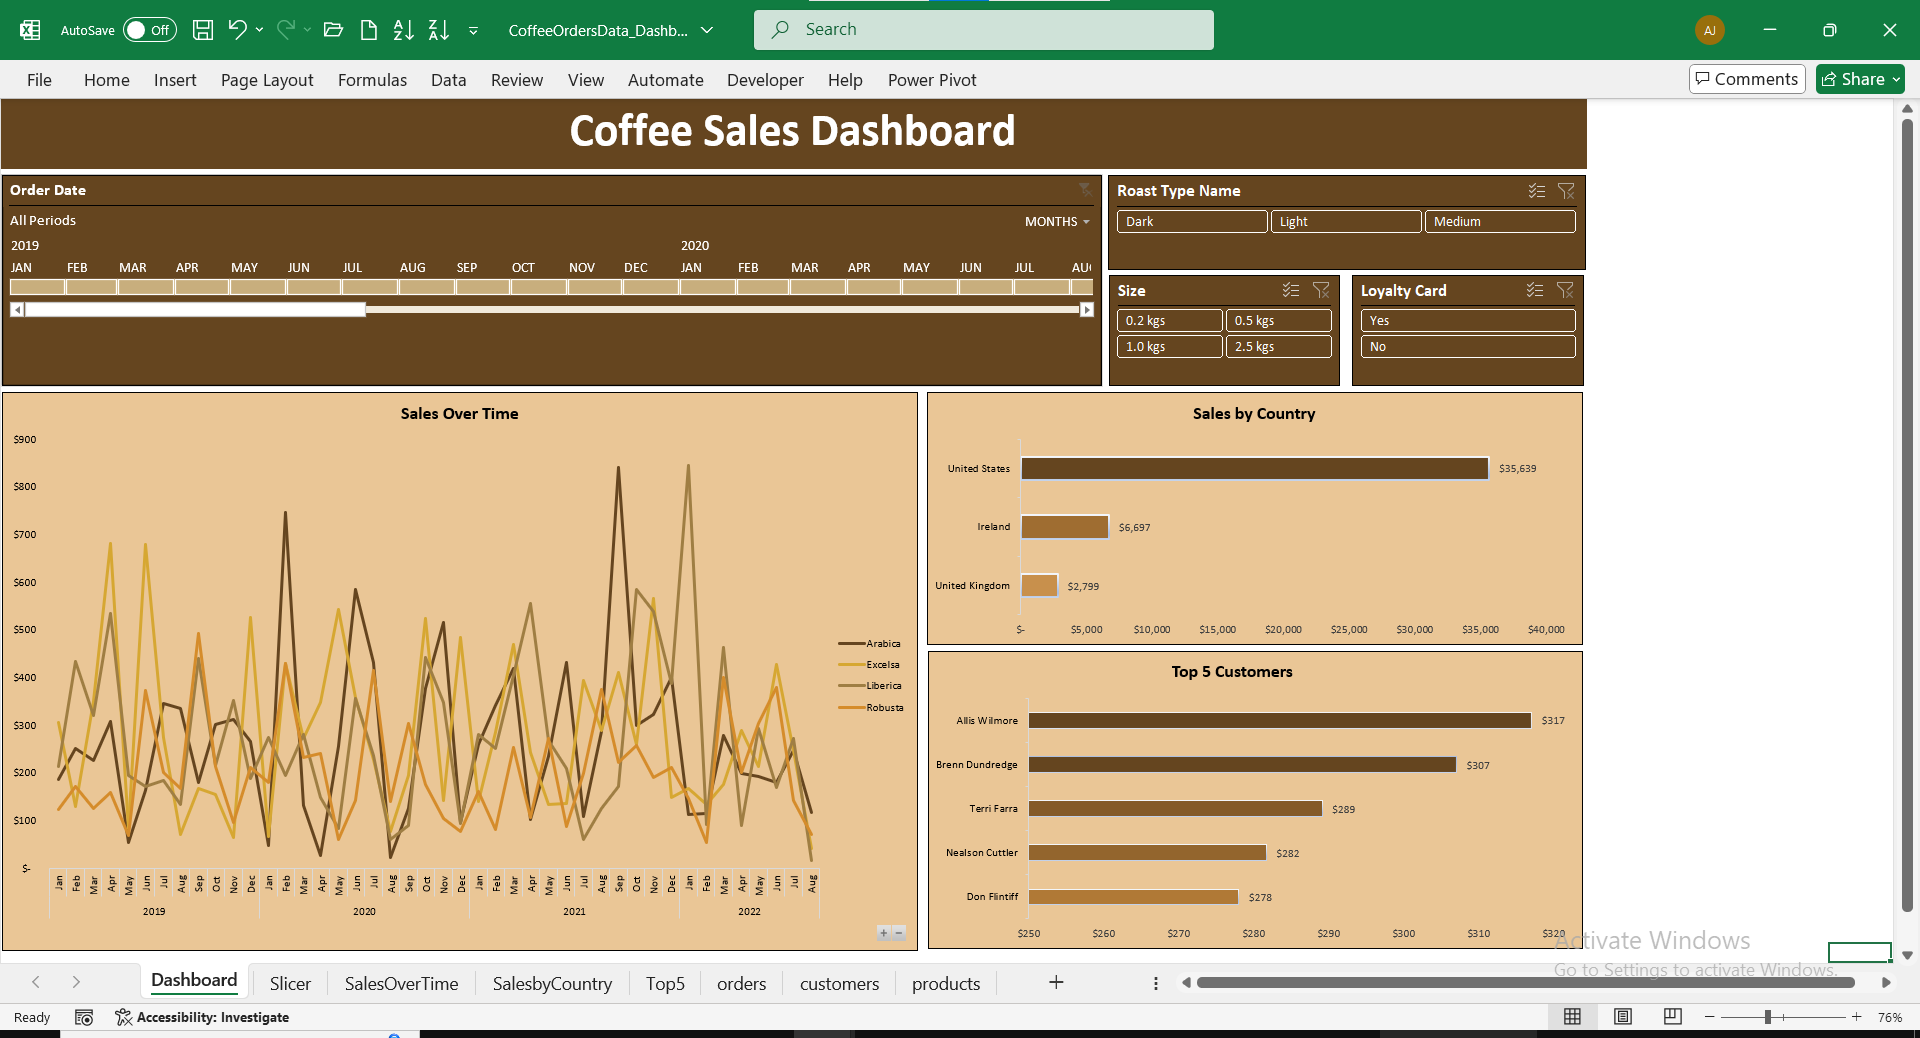 AutoSave Off CoffeeOrdersData_Dashb... Search AJ
File Home Insert Page Layout Formulas Data Review View Automate Developer Help Power Pivot Comments Share
Coffee Sales Dashboard
Order Date
All Periods MONTHS
2019 2020
JAN FEB MAR APR MAY JUN JUL AUG SEP OCT NOV DEC JAN FEB MAR APR MAY JUN JUL
Roast Type Name
Dark Light Medium
Size
0.2 kgs 0.5 kgs
1.0 kgs 2.5 kgs
Loyalty Card
Yes
No
Sales Over Time
$900
$800
$700
$600
$500
$400
$300
$200
$100
$-
Arabica
Excelsa
Liberica
Robusta
Jan Feb Mar Apr May Jun Jul Aug Sep Oct Nov Dec Jan Feb Mar Apr May Jun Jul Aug Sep Oct Nov Dec Jan Feb Mar Apr May Jun Jul Aug Sep Oct Nov Dec Jan Feb Mar Apr May Jun Jul Aug
2019 2020 2021 2022
+ −
Sales by Country
United States $35,639
Ireland $6,697
United Kingdom $2,799
$- $5,000 $10,000 $15,000 $20,000 $25,000 $30,000 $35,000 $40,000
Top 5 Customers
Allis Wilmore $317
Brenn Dundredge $307
Terri Farra $289
Nealson Cuttler $282
Don Flintiff $278
$250 $260 $270 $280 $290 $300 $310 $320
Activate Windows
Go to Settings to activate Windows.
Dashboard Slicer SalesOverTime SalesbyCountry Top5 orders customers products
Ready Accessibility: Investigate 76%